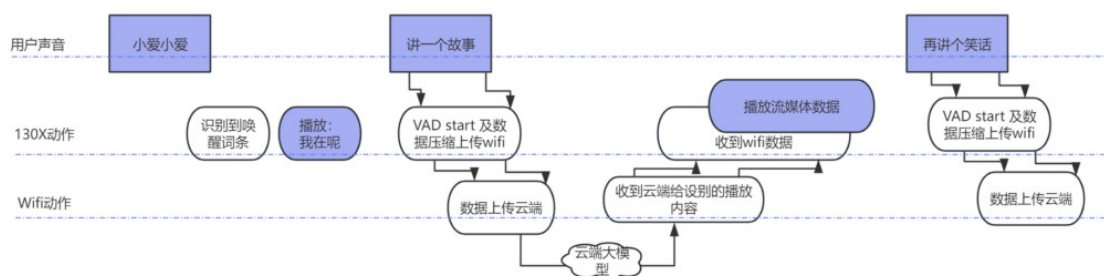 用户声音
小爱小爱
讲一个故事
再讲个笑话
130X动作
识别到唤
醒词条
播放：
我在呢
VAD start 及数
据压缩上传wifi
播放流媒体数据
收到wifi数据
VAD start 及数
据压缩上传wifi
Wifi动作
数据上传云端
收到云端给设别的播放
内容
数据上传云端
云端大模
型